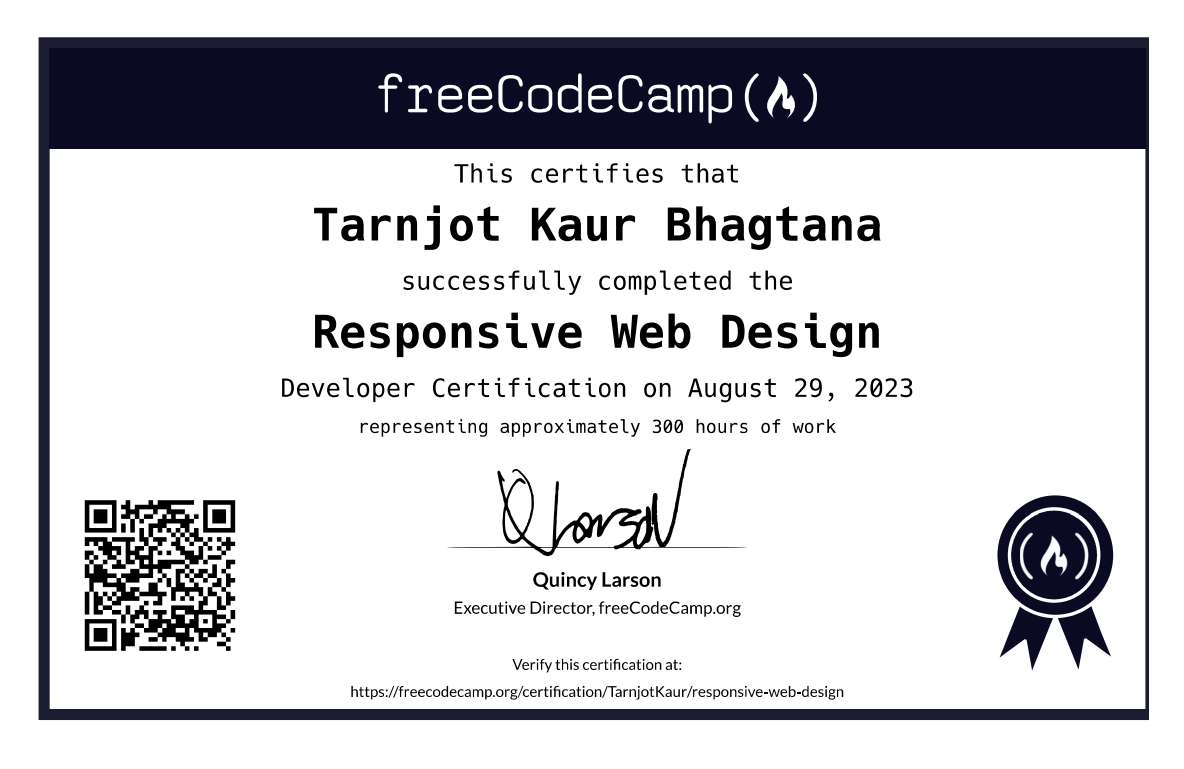 freeCodeCamp
This certifies that
Tarnjot Kaur Bhagtana
successfully completed the
Responsive Web Design
Developer Certification on August 29, 2023
representing approximately 300 hours of work
Q Larson
Quincy Larson
Executive Director, freeCodeCamp.org
Verify this certification at:
https://freecodecamp.org/certification/TarnjotKaur/responsive-web-design